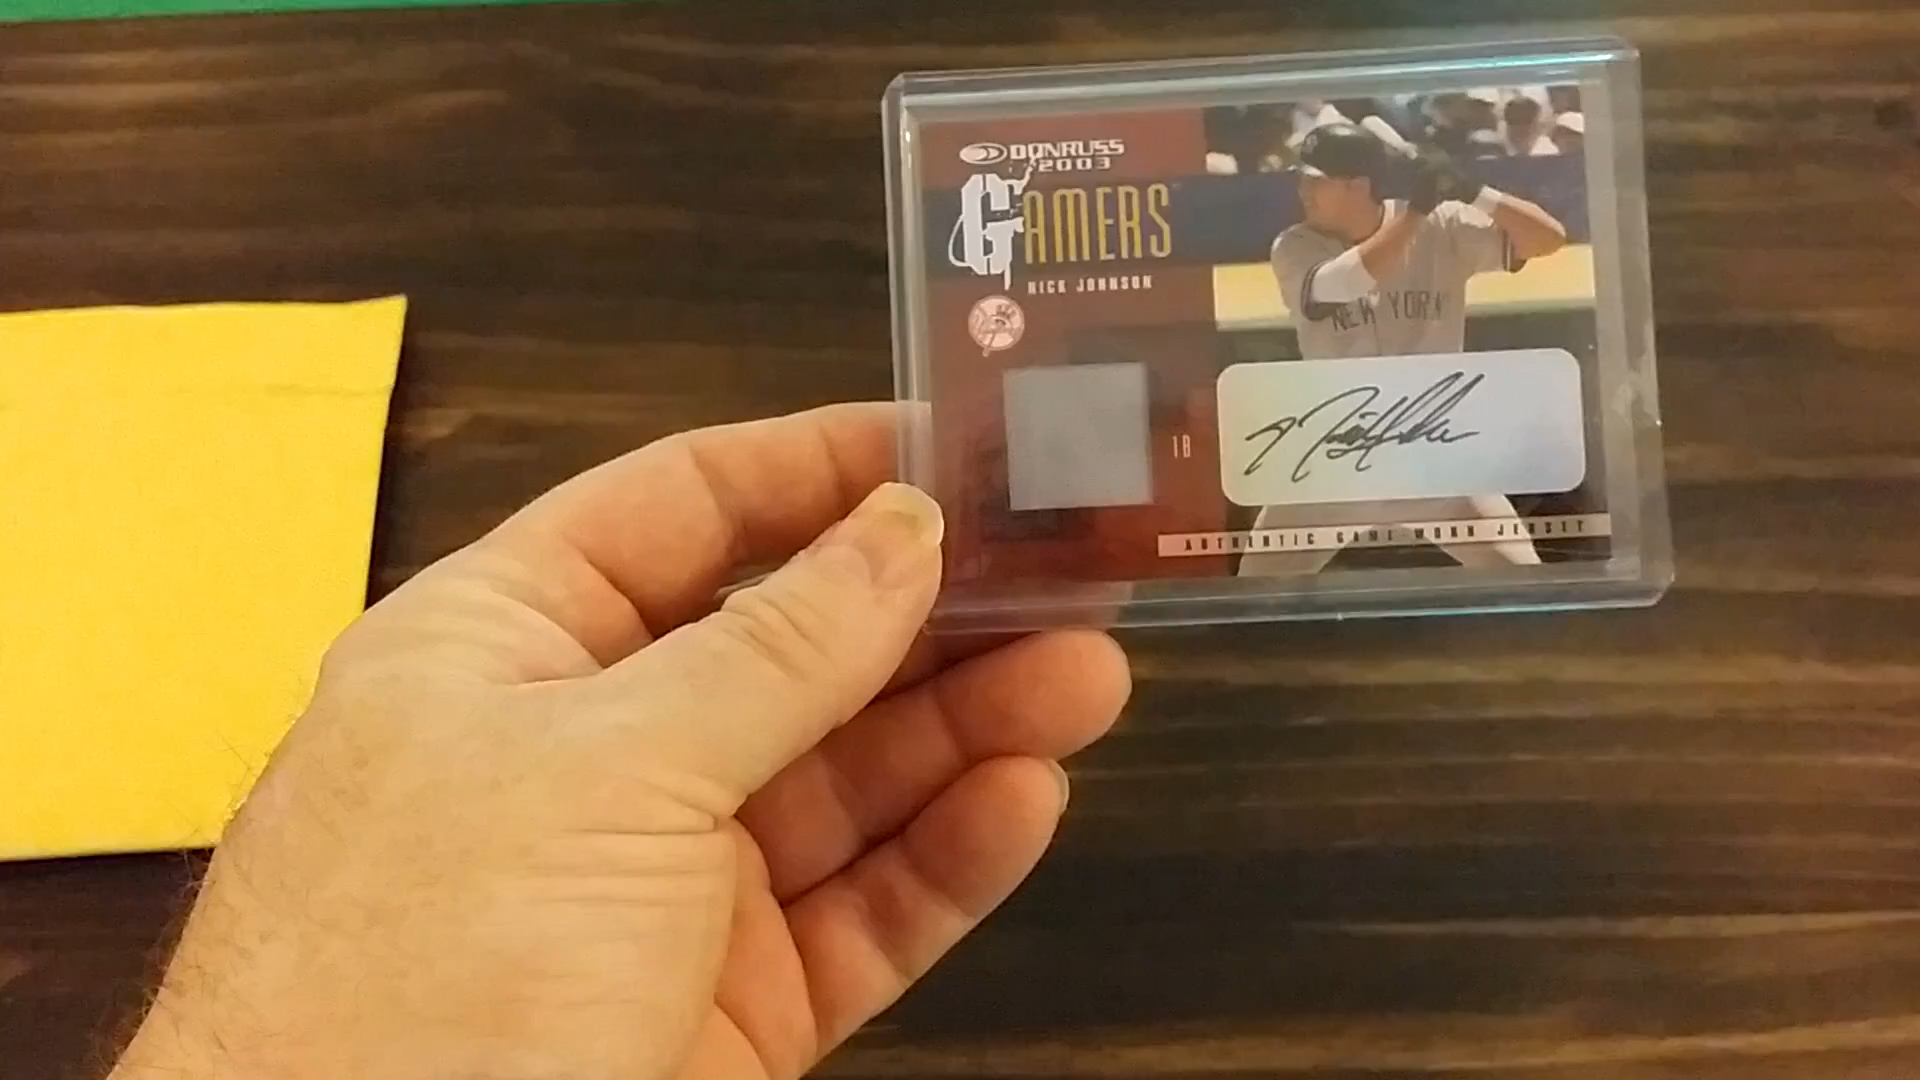 DONRUSS
2003
GAMERS
NICK JOHNSON
NEW YORK
1B
AUTHENTIC GAME-WORN JERSEY